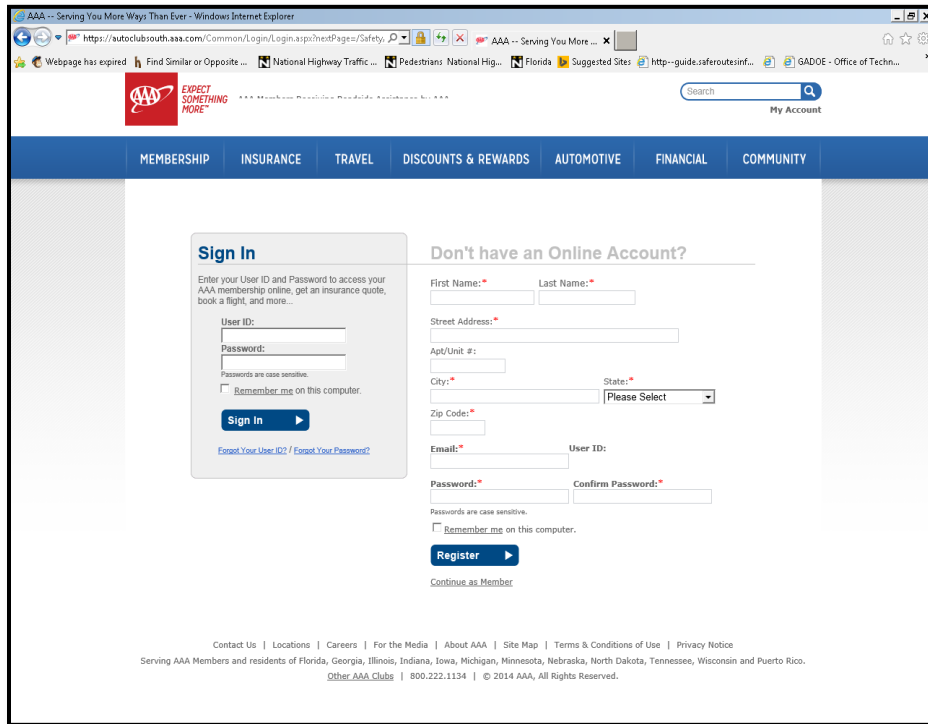 AAA -- Serving You More Ways Than Ever - Windows Internet Explorer
https://autoclubsouth.aaa.com/Common/Login/Login.aspx?nextPage=/Safety.
AAA -- Serving You More ...
Webpage has expired Find Similar or Opposite ... National Highway Traffic ... Pedestrians National Hig... Florida Suggested Sites http--guide.saferoutesinf... GADOE - Office of Techn...
AAA EXPECT SOMETHING MORE™
AAA Members Receiving Roadside Assistance by AAA
Search
My Account
MEMBERSHIP INSURANCE TRAVEL DISCOUNTS & REWARDS AUTOMOTIVE FINANCIAL COMMUNITY
Sign In
Enter your User ID and Password to access your
AAA membership online, get an insurance quote,
book a flight, and more...
User ID:
Password:
Passwords are case sensitive.
Remember me on this computer.
Sign In
Forgot Your User ID? / Forgot Your Password?
Don't have an Online Account?
First Name:* Last Name:*
Street Address:*
Apt/Unit #:
City:* State:*
Please Select
Zip Code:*
Email:* User ID:
Password:* Confirm Password:*
Passwords are case sensitive.
Remember me on this computer.
Register
Continue as Member
Contact Us | Locations | Careers | For the Media | About AAA | Site Map | Terms & Conditions of Use | Privacy Notice
Serving AAA Members and residents of Florida, Georgia, Illinois, Indiana, Iowa, Michigan, Minnesota, Nebraska, North Dakota, Tennessee, Wisconsin and Puerto Rico.
Other AAA Clubs | 800.222.1134 | © 2014 AAA, All Rights Reserved.